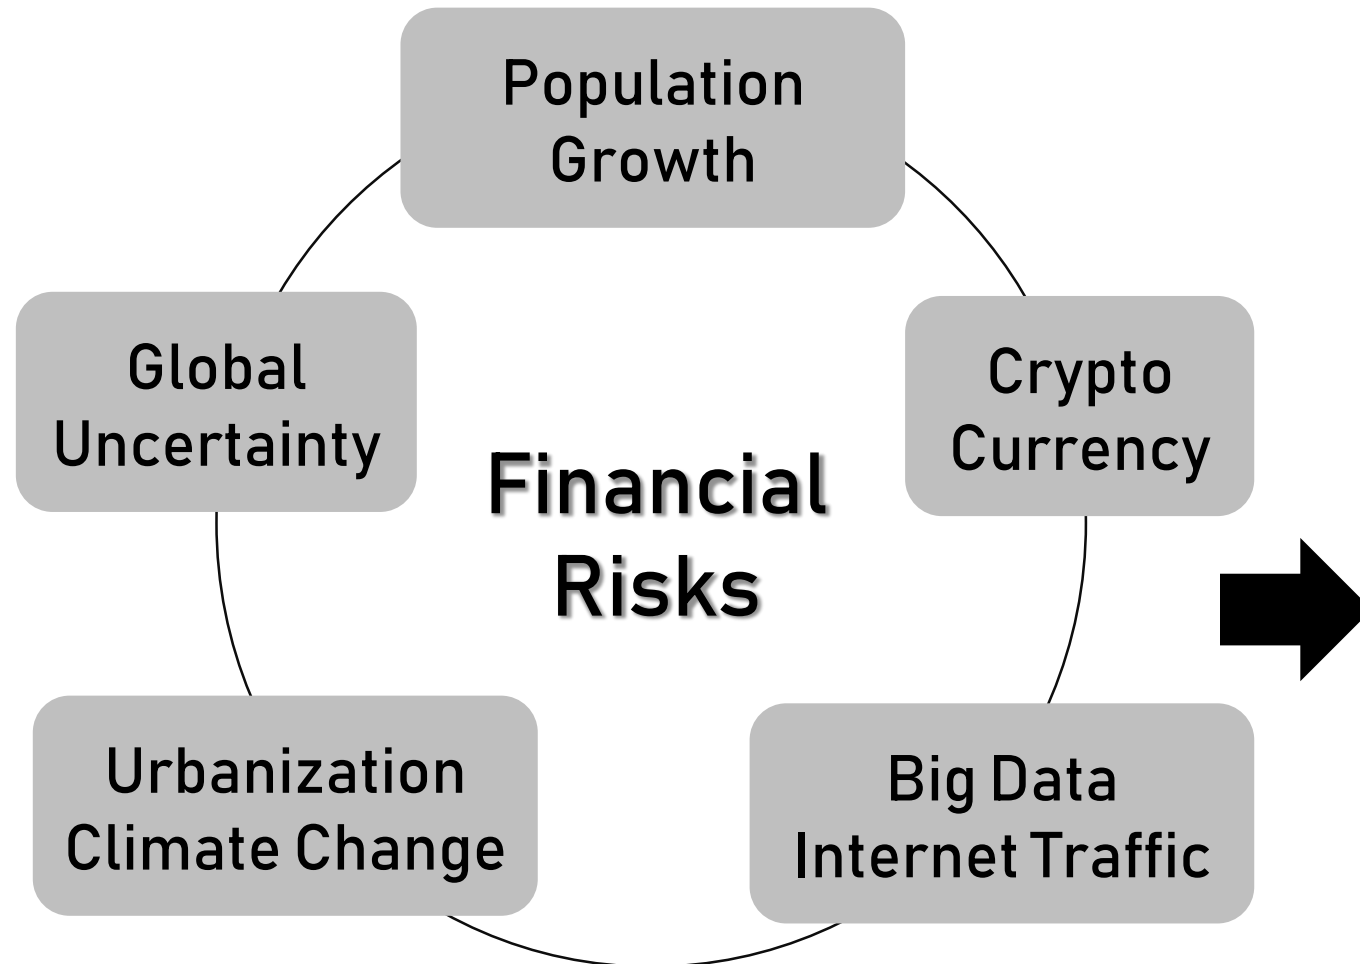 Population
Growth
Global
Uncertainty
Crypto
Currency
Financial
Risks
Urbanization
Climate Change
Big Data
Internet Traffic